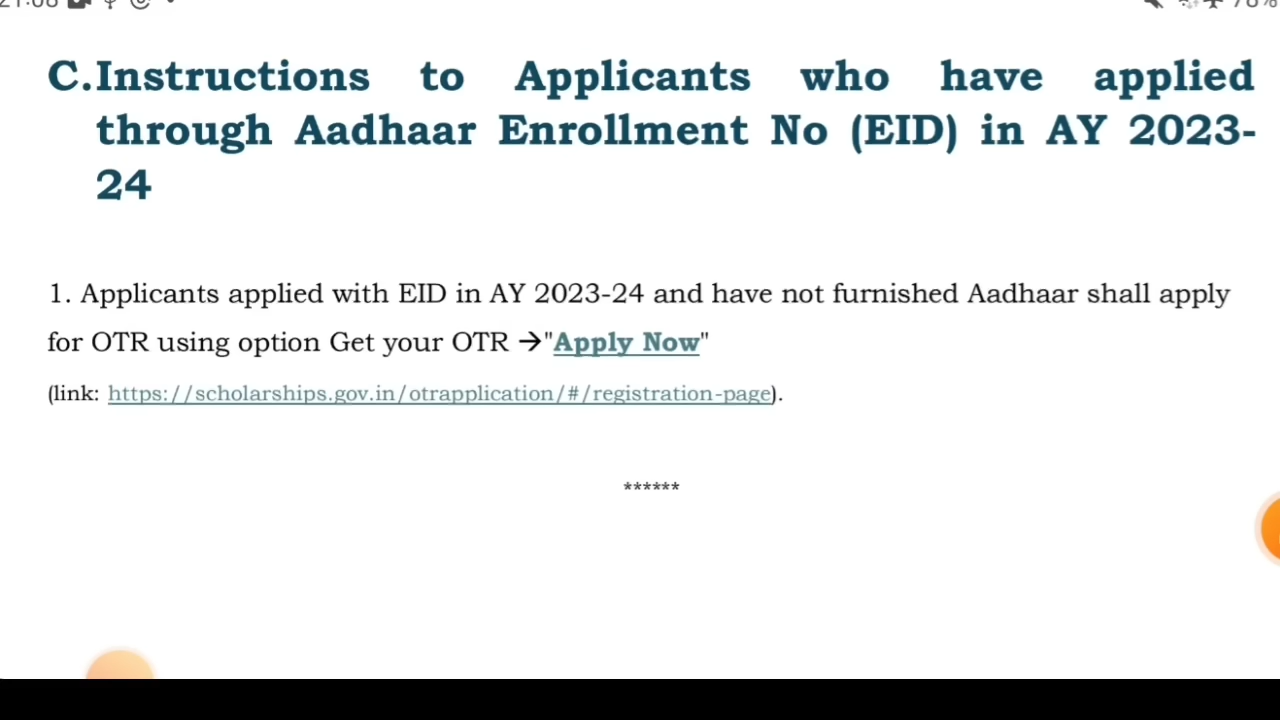 C.Instructions to Applicants who have applied
through Aadhaar Enrollment No (EID) in AY 2023-
24
1. Applicants applied with EID in AY 2023-24 and have not furnished Aadhaar shall apply
for OTR using option Get your OTR →"Apply Now"
(link: https://scholarships.gov.in/otrapplication/#/registration-page).
******